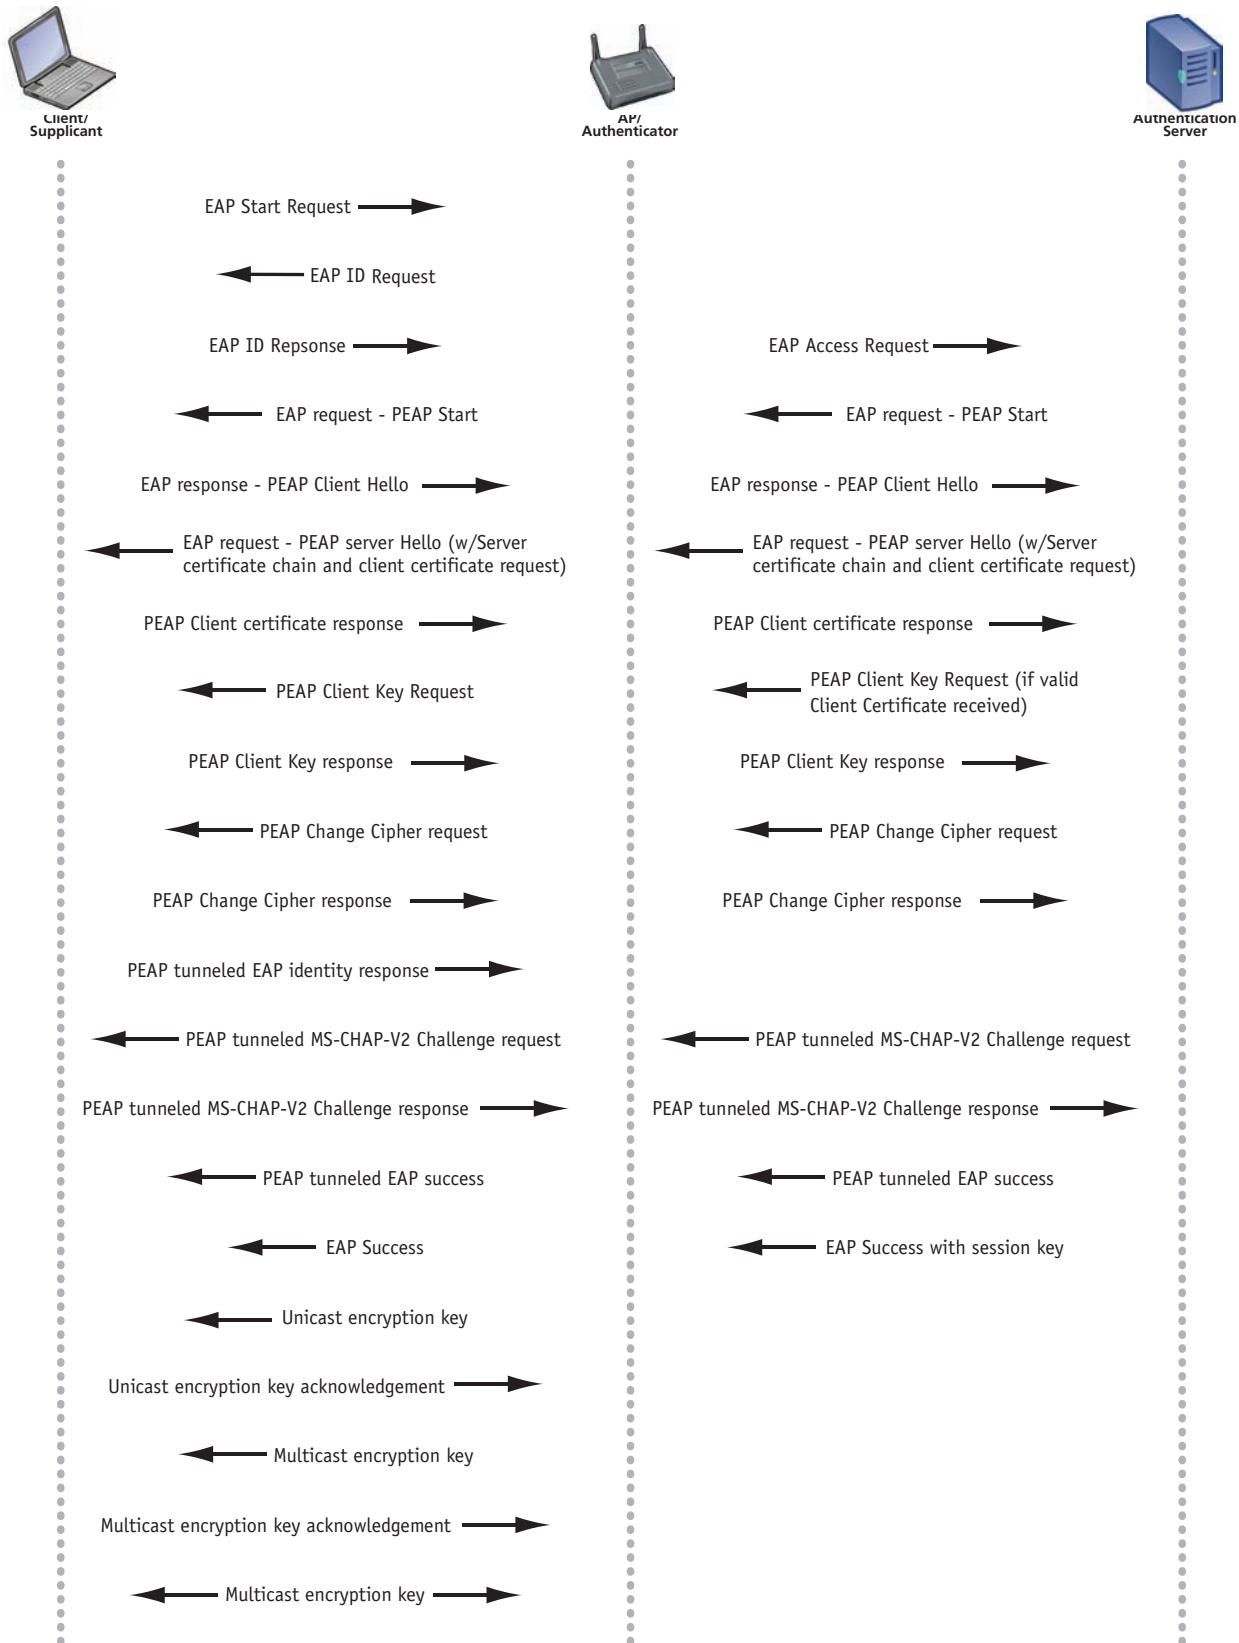 Client/
Supplicant
AP/
Authenticator
Authentication
Server
EAP Start Request
EAP ID Request
EAP ID Repsonse
EAP Access Request
EAP request - PEAP Start
EAP request - PEAP Start
EAP response - PEAP Client Hello
EAP response - PEAP Client Hello
EAP request - PEAP server Hello (w/Server
certificate chain and client certificate request)
EAP request - PEAP server Hello (w/Server
certificate chain and client certificate request)
PEAP Client certificate response
PEAP Client certificate response
PEAP Client Key Request
PEAP Client Key Request (if valid
Client Certificate received)
PEAP Client Key response
PEAP Client Key response
PEAP Change Cipher request
PEAP Change Cipher request
PEAP Change Cipher response
PEAP Change Cipher response
PEAP tunneled EAP identity response
PEAP tunneled MS-CHAP-V2 Challenge request
PEAP tunneled MS-CHAP-V2 Challenge request
PEAP tunneled MS-CHAP-V2 Challenge response
PEAP tunneled MS-CHAP-V2 Challenge response
PEAP tunneled EAP success
PEAP tunneled EAP success
EAP Success
EAP Success with session key
Unicast encryption key
Unicast encryption key acknowledgement
Multicast encryption key
Multicast encryption key acknowledgement
Multicast encryption key